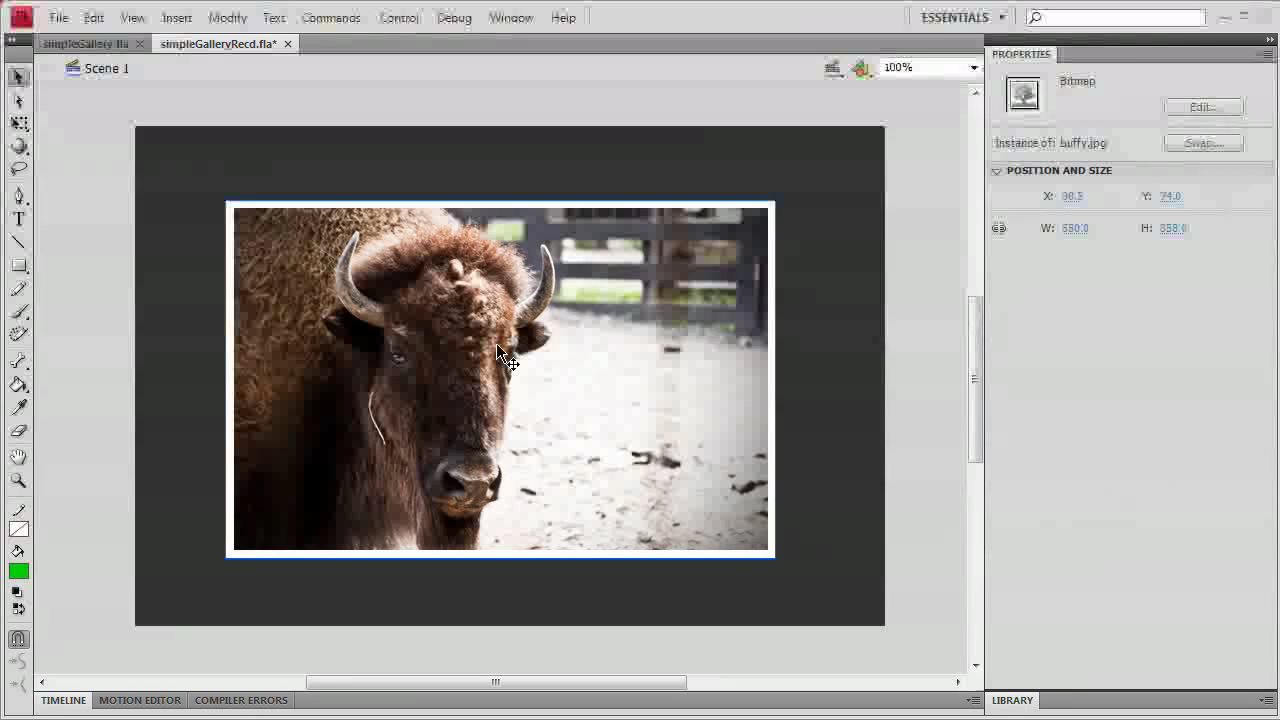 File Edit View Insert Modify Text Commands Control Debug Window Help ESSENTIALS
simpleGallery.fla simpleGalleryRecd.fla*
Scene 1 100%
PROPERTIES
Bitmap
Edit...
Instance of: buffy.jpg Swap...
POSITION AND SIZE
Y: 74.0
X:
W: 550.0 H: 358.0
TIMELINE MOTION EDITOR COMPILER ERRORS LIBRARY